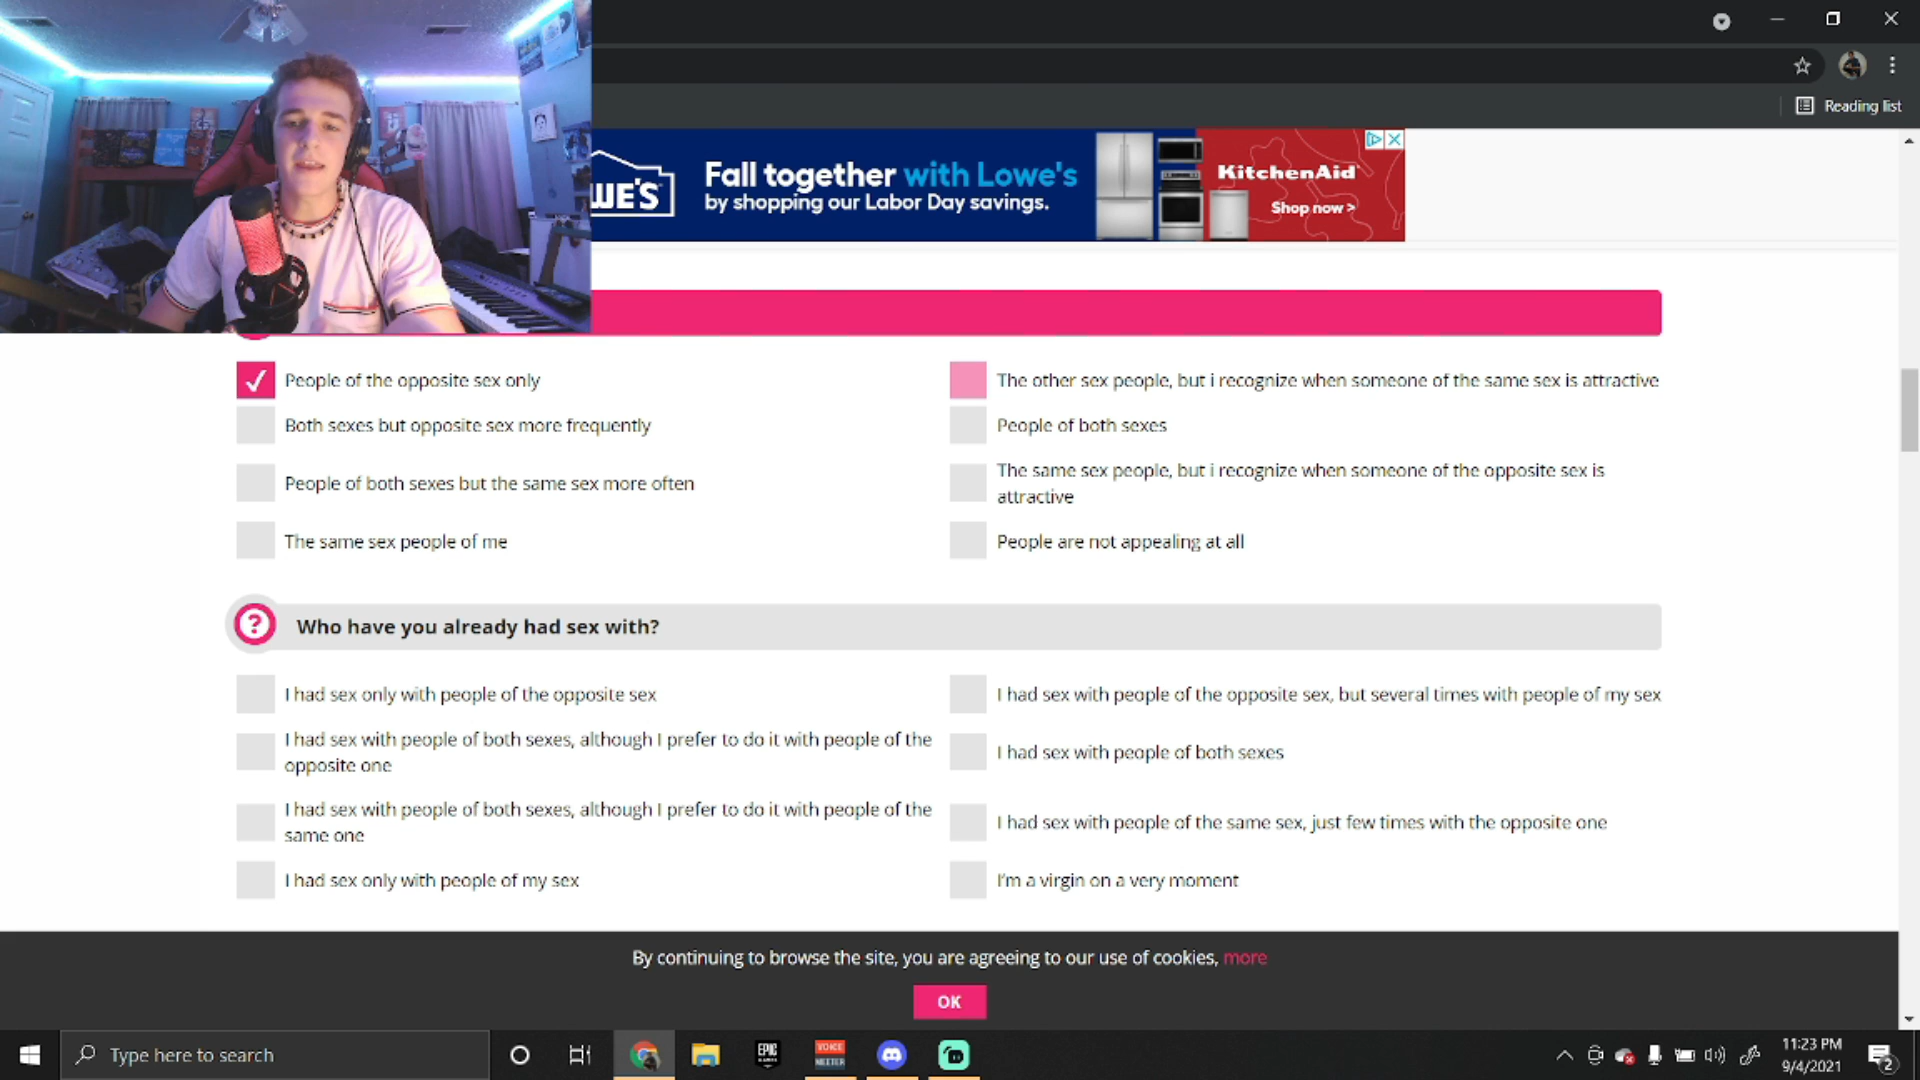 Reading list
WE'S
Fall together with Lowe's
by shopping our Labor Day savings.
KitchenAid
Shop now >
People of the opposite sex only
The other sex people, but i recognize when someone of the same sex is attractive
Both sexes but opposite sex more frequently
People of both sexes
People of both sexes but the same sex more often
The same sex people, but i recognize when someone of the opposite sex is
attractive
The same sex people of me
People are not appealing at all
?
Who have you already had sex with?
I had sex only with people of the opposite sex
I had sex with people of the opposite sex, but several times with people of my sex
I had sex with people of both sexes, although I prefer to do it with people of the
opposite one
I had sex with people of both sexes
I had sex with people of both sexes, although I prefer to do it with people of the
same one
I had sex with people of the same sex, just few times with the opposite one
I had sex only with people of my sex
I'm a virgin on a very moment
By continuing to browse the site, you are agreeing to our use of cookies, more
OK
Type here to search
EPIC
GAMES
VOICE
MEETER
11:23 PM
9/4/2021
2